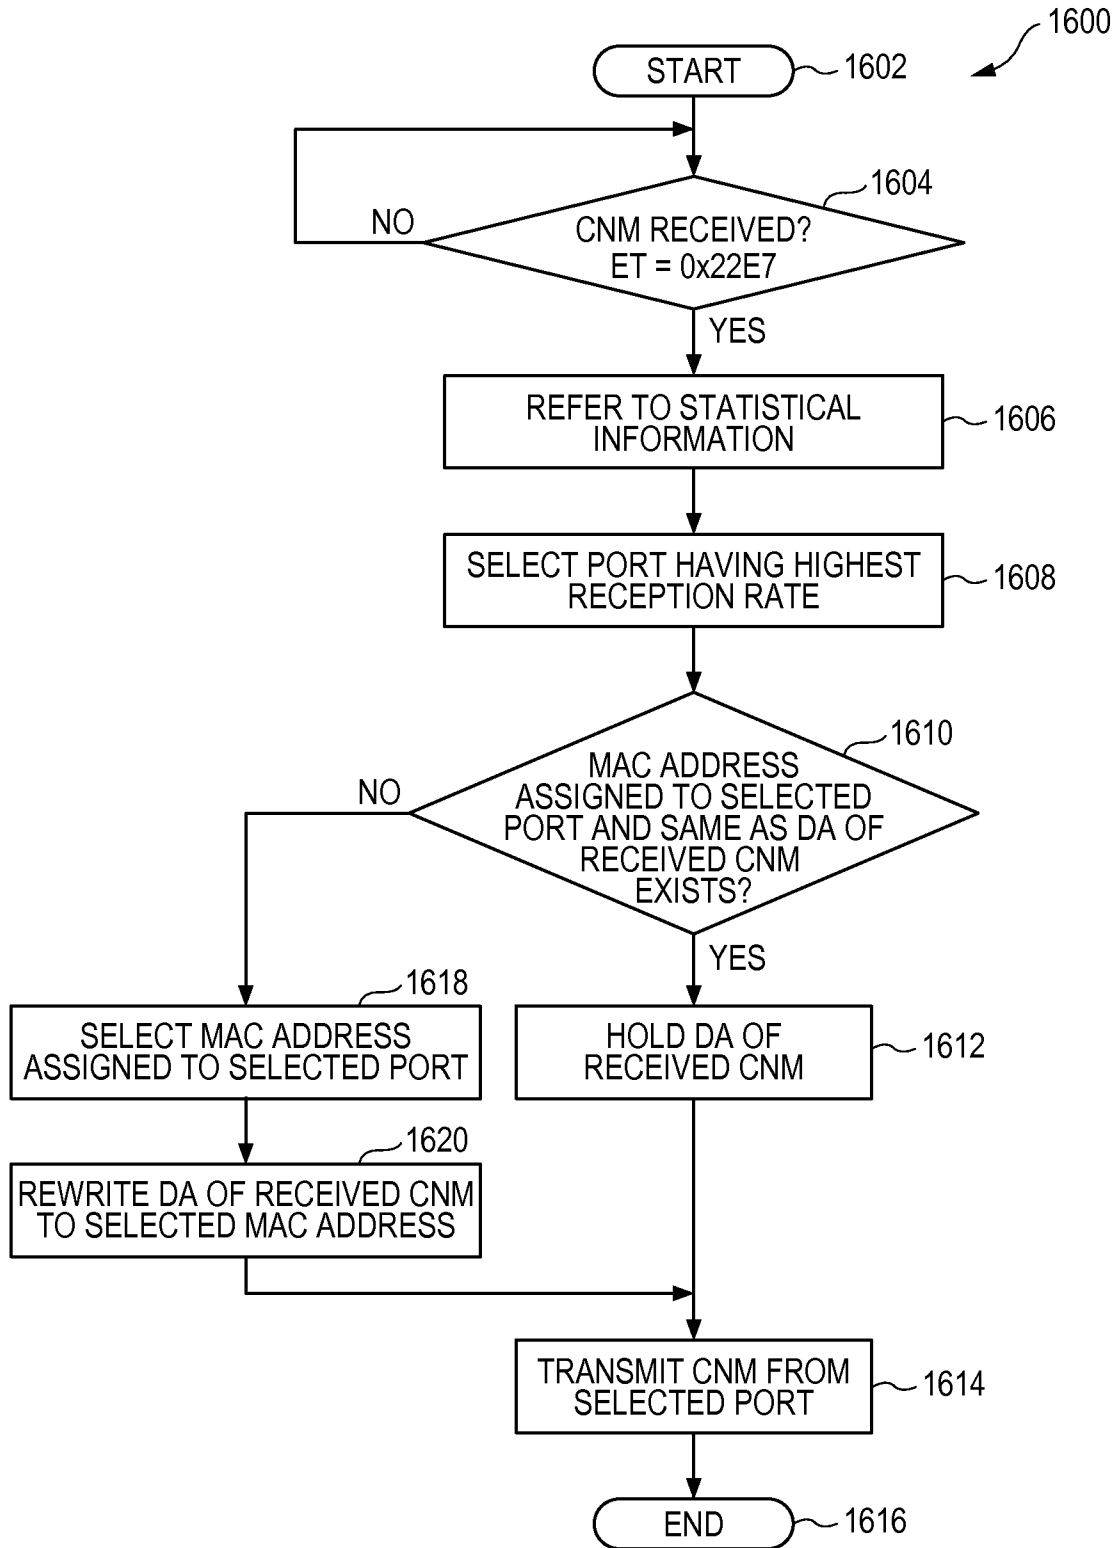 1600
START
1602
1604
NO
CNM RECEIVED?
ET = 0x22E7
YES
REFER TO STATISTICAL
INFORMATION
1606
SELECT PORT HAVING HIGHEST
RECEPTION RATE
1608
1610
NO
MAC ADDRESS
ASSIGNED TO SELECTED
PORT AND SAME AS DA OF
RECEIVED CNM
EXISTS?
YES
1618
SELECT MAC ADDRESS
ASSIGNED TO SELECTED PORT
HOLD DA OF
RECEIVED CNM
1612
1620
REWRITE DA OF RECEIVED CNM
TO SELECTED MAC ADDRESS
TRANSMIT CNM FROM
SELECTED PORT
1614
END
1616